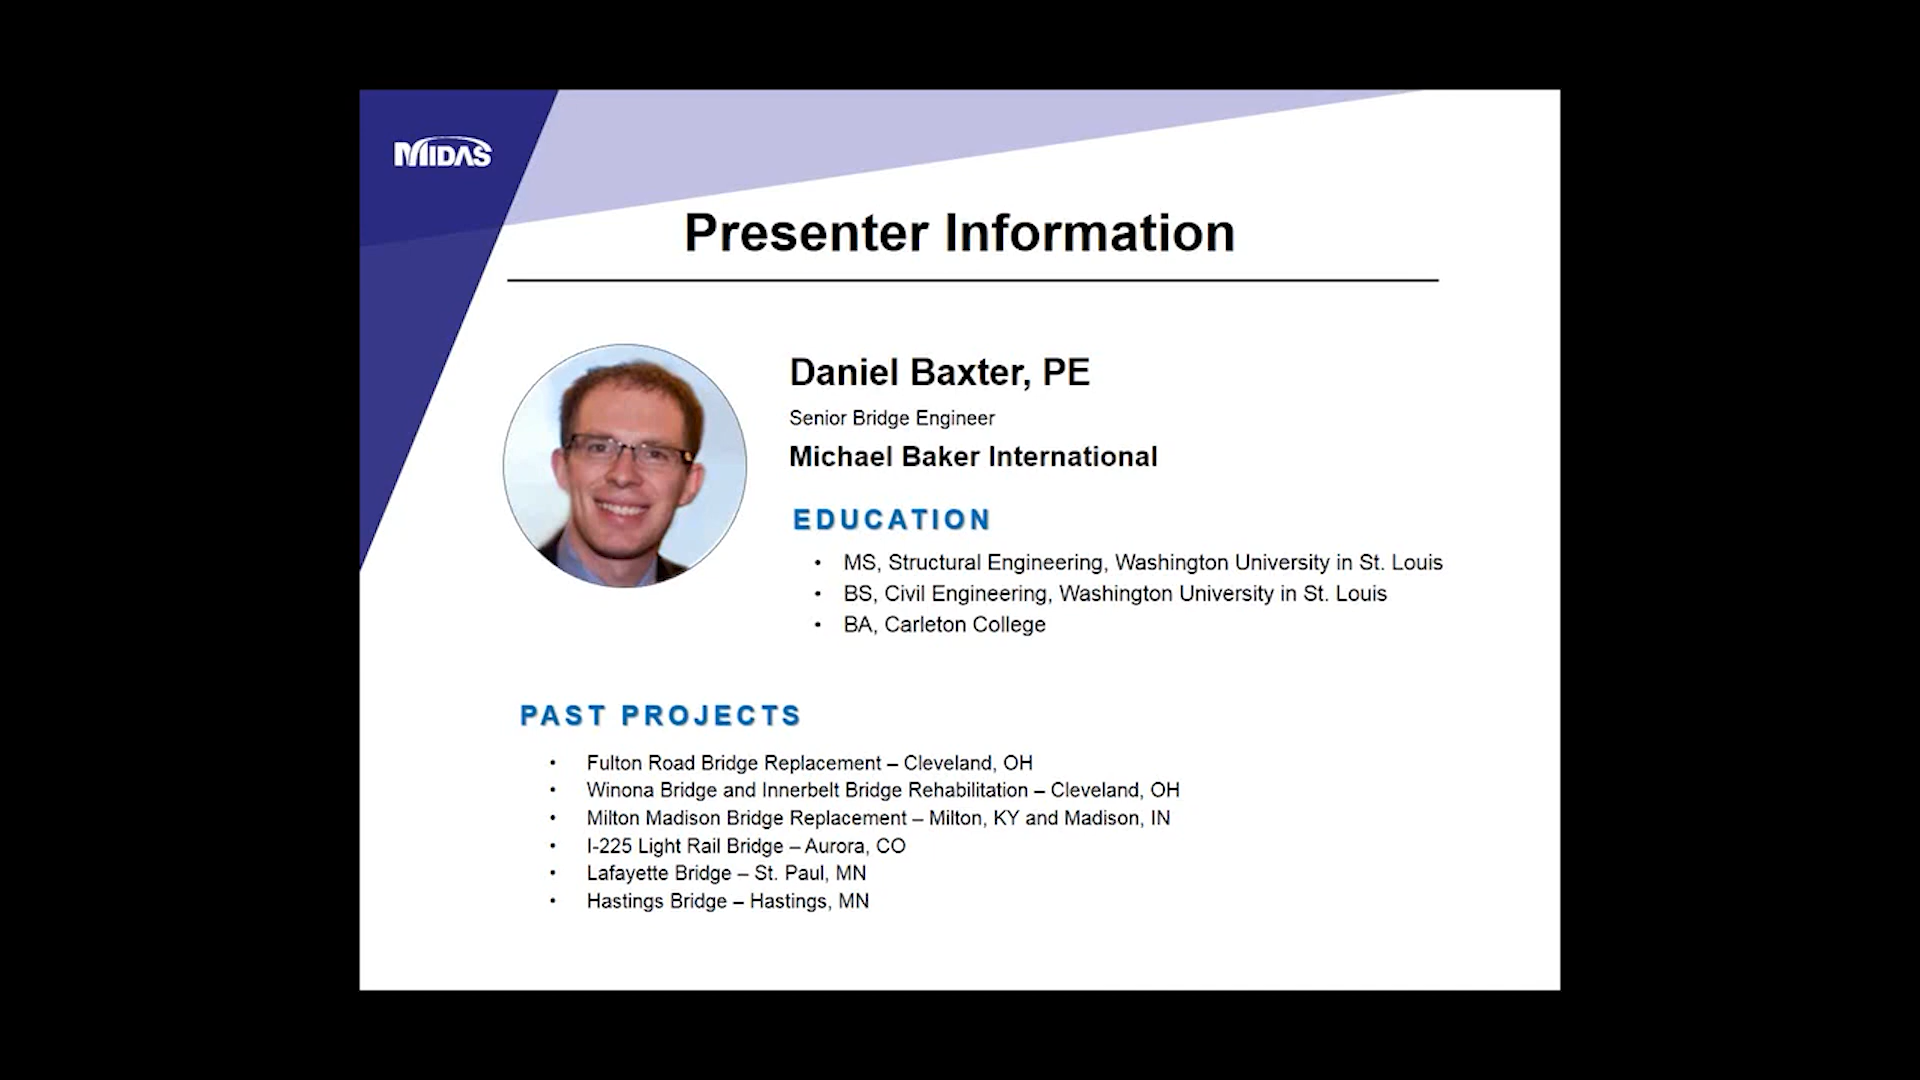 MIDAS
Presenter Information
Daniel Baxter, PE
Senior Bridge Engineer
Michael Baker International
EDUCATION
• MS, Structural Engineering, Washington University in St. Louis
• BS, Civil Engineering, Washington University in St. Louis
• BA, Carleton College
PAST PROJECTS
• Fulton Road Bridge Replacement – Cleveland, OH
• Winona Bridge and Innerbelt Bridge Rehabilitation – Cleveland, OH
• Milton Madison Bridge Replacement – Milton, KY and Madison, IN
• I-225 Light Rail Bridge – Aurora, CO
• Lafayette Bridge – St. Paul, MN
• Hastings Bridge – Hastings, MN